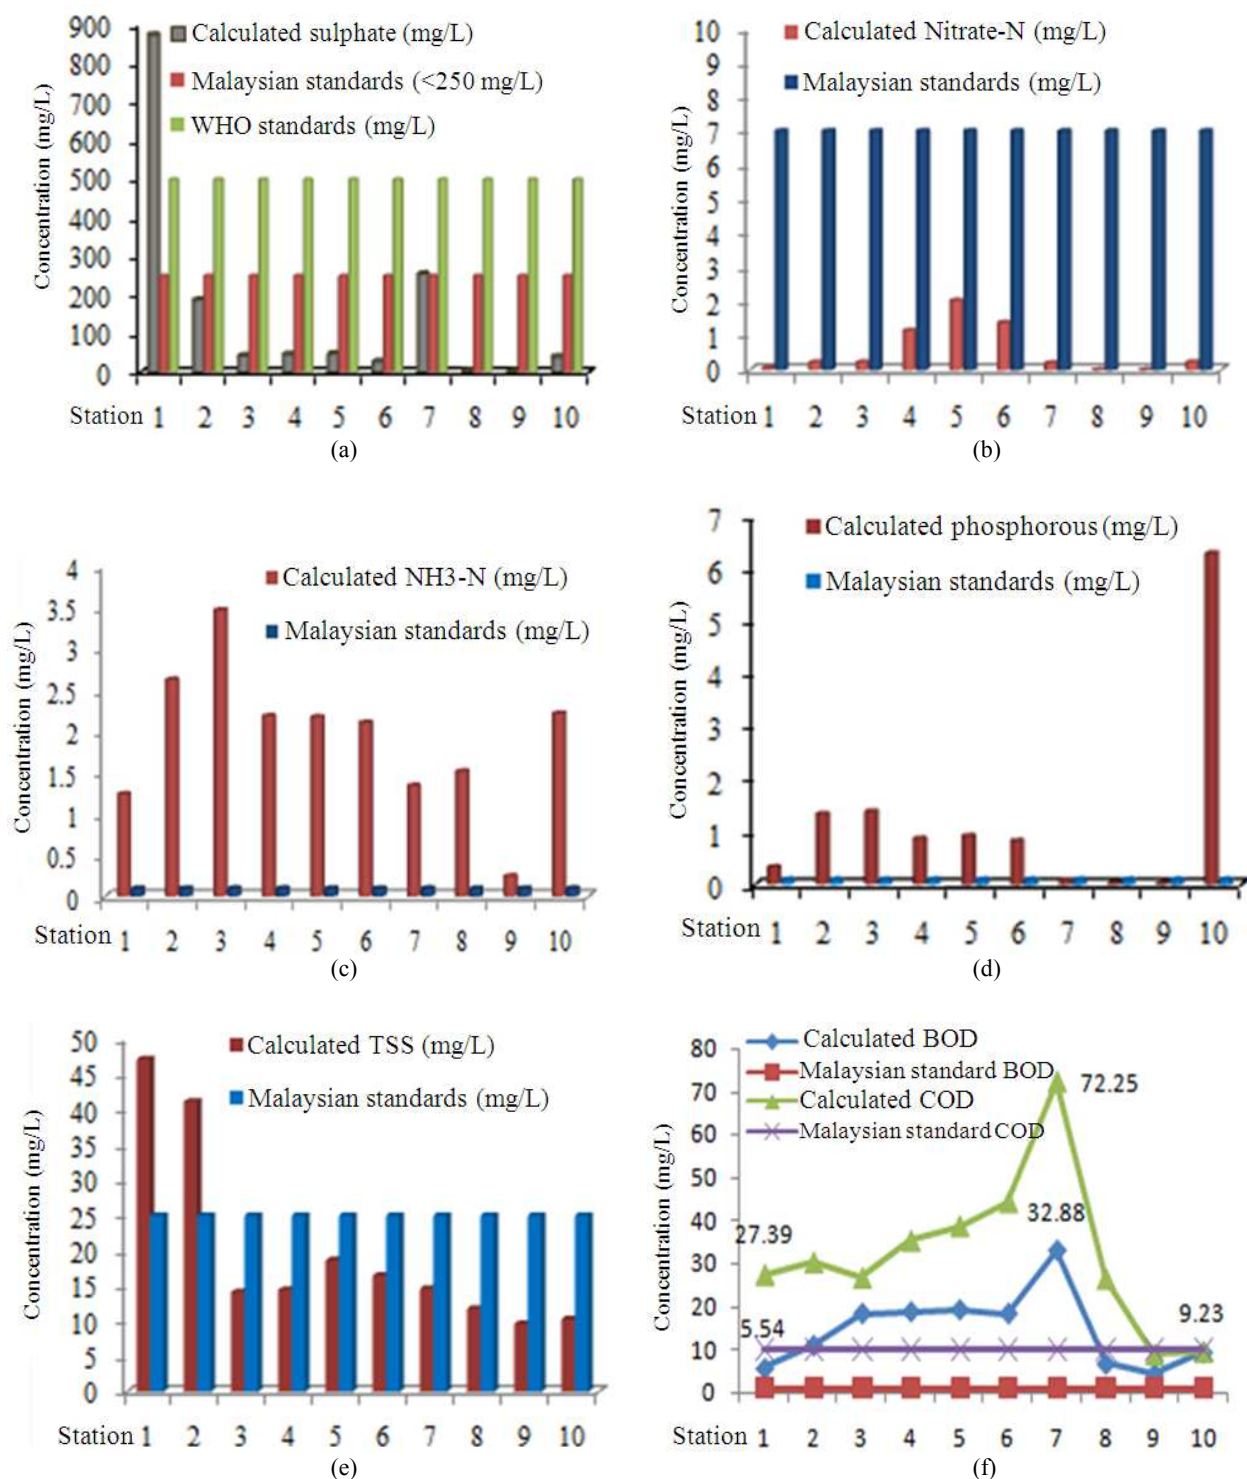 900
800
700
600
500
400
300
200
100
0
Concentration (mg/L)
Calculated sulphate (mg/L)
Malaysian standards (<250 mg/L)
WHO standards (mg/L)
Station 1 2 3 4 5 6 7 8 9 10
(a)
10
9
8
7
6
5
4
3
2
1
0
Concentration (mg/L)
Calculated Nitrate-N (mg/L)
Malaysian standards (mg/L)
Station 1 2 3 4 5 6 7 8 9 10
(b)
4
3.5
3
2.5
2
1.5
1
0.5
0
Concentration (mg/L)
Calculated NH3-N (mg/L)
Malaysian standards (mg/L)
Station 1 2 3 4 5 6 7 8 9 10
(c)
7
6
5
4
3
2
1
0
Concentration (mg/L)
Calculated phosphorous (mg/L)
Malaysian standards (mg/L)
Station 1 2 3 4 5 6 7 8 9 10
(d)
50
45
40
35
30
25
20
15
10
5
0
Concentration (mg/L)
Calculated TSS (mg/L)
Malaysian standards (mg/L)
Station 1 2 3 4 5 6 7 8 9 10
(e)
80
70
60
50
40
30
20
10
0
Concentration (mg/L)
Calculated BOD
Malaysian standard BOD
Calculated COD
Malaysian standard COD
72.25
32.88
27.39
9.23
5.54
Station 1 2 3 4 5 6 7 8 9 10
(f)